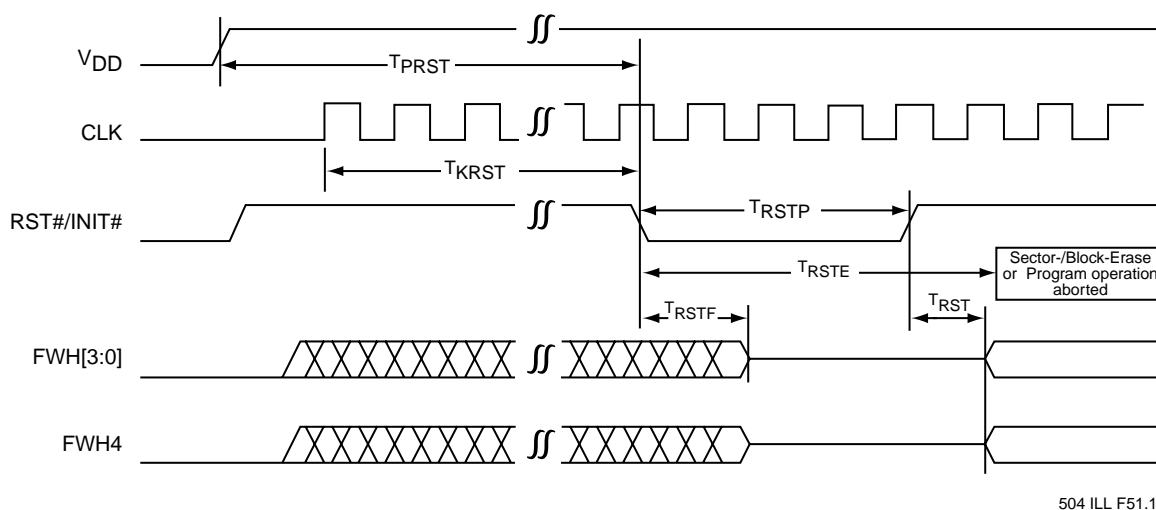 VDD
TPRST
CLK
TKRST
RST#/INIT#
TRSTP
TRSTE
Sector-/Block-Erase
or Program operation
aborted
TRSTF
TRST
FWH[3:0]
FWH4
504 ILL F51.1